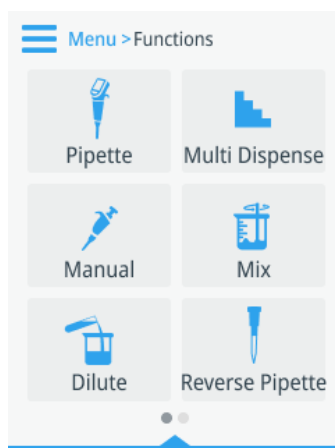 Menu > Functions
Pipette
Multi Dispense
Manual
Mix
Dilute
Reverse Pipette